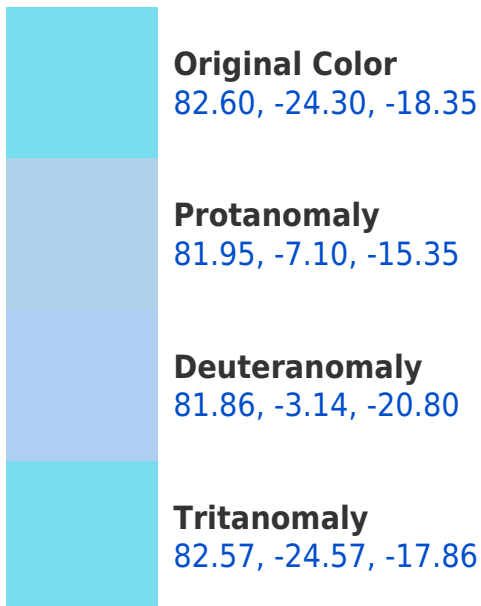 Original Color
82.60, -24.30, -18.35
Protanomaly
81.95, -7.10, -15.35
Deuteranomaly
81.86, -3.14, -20.80
Tritanomaly
82.57, -24.57, -17.86